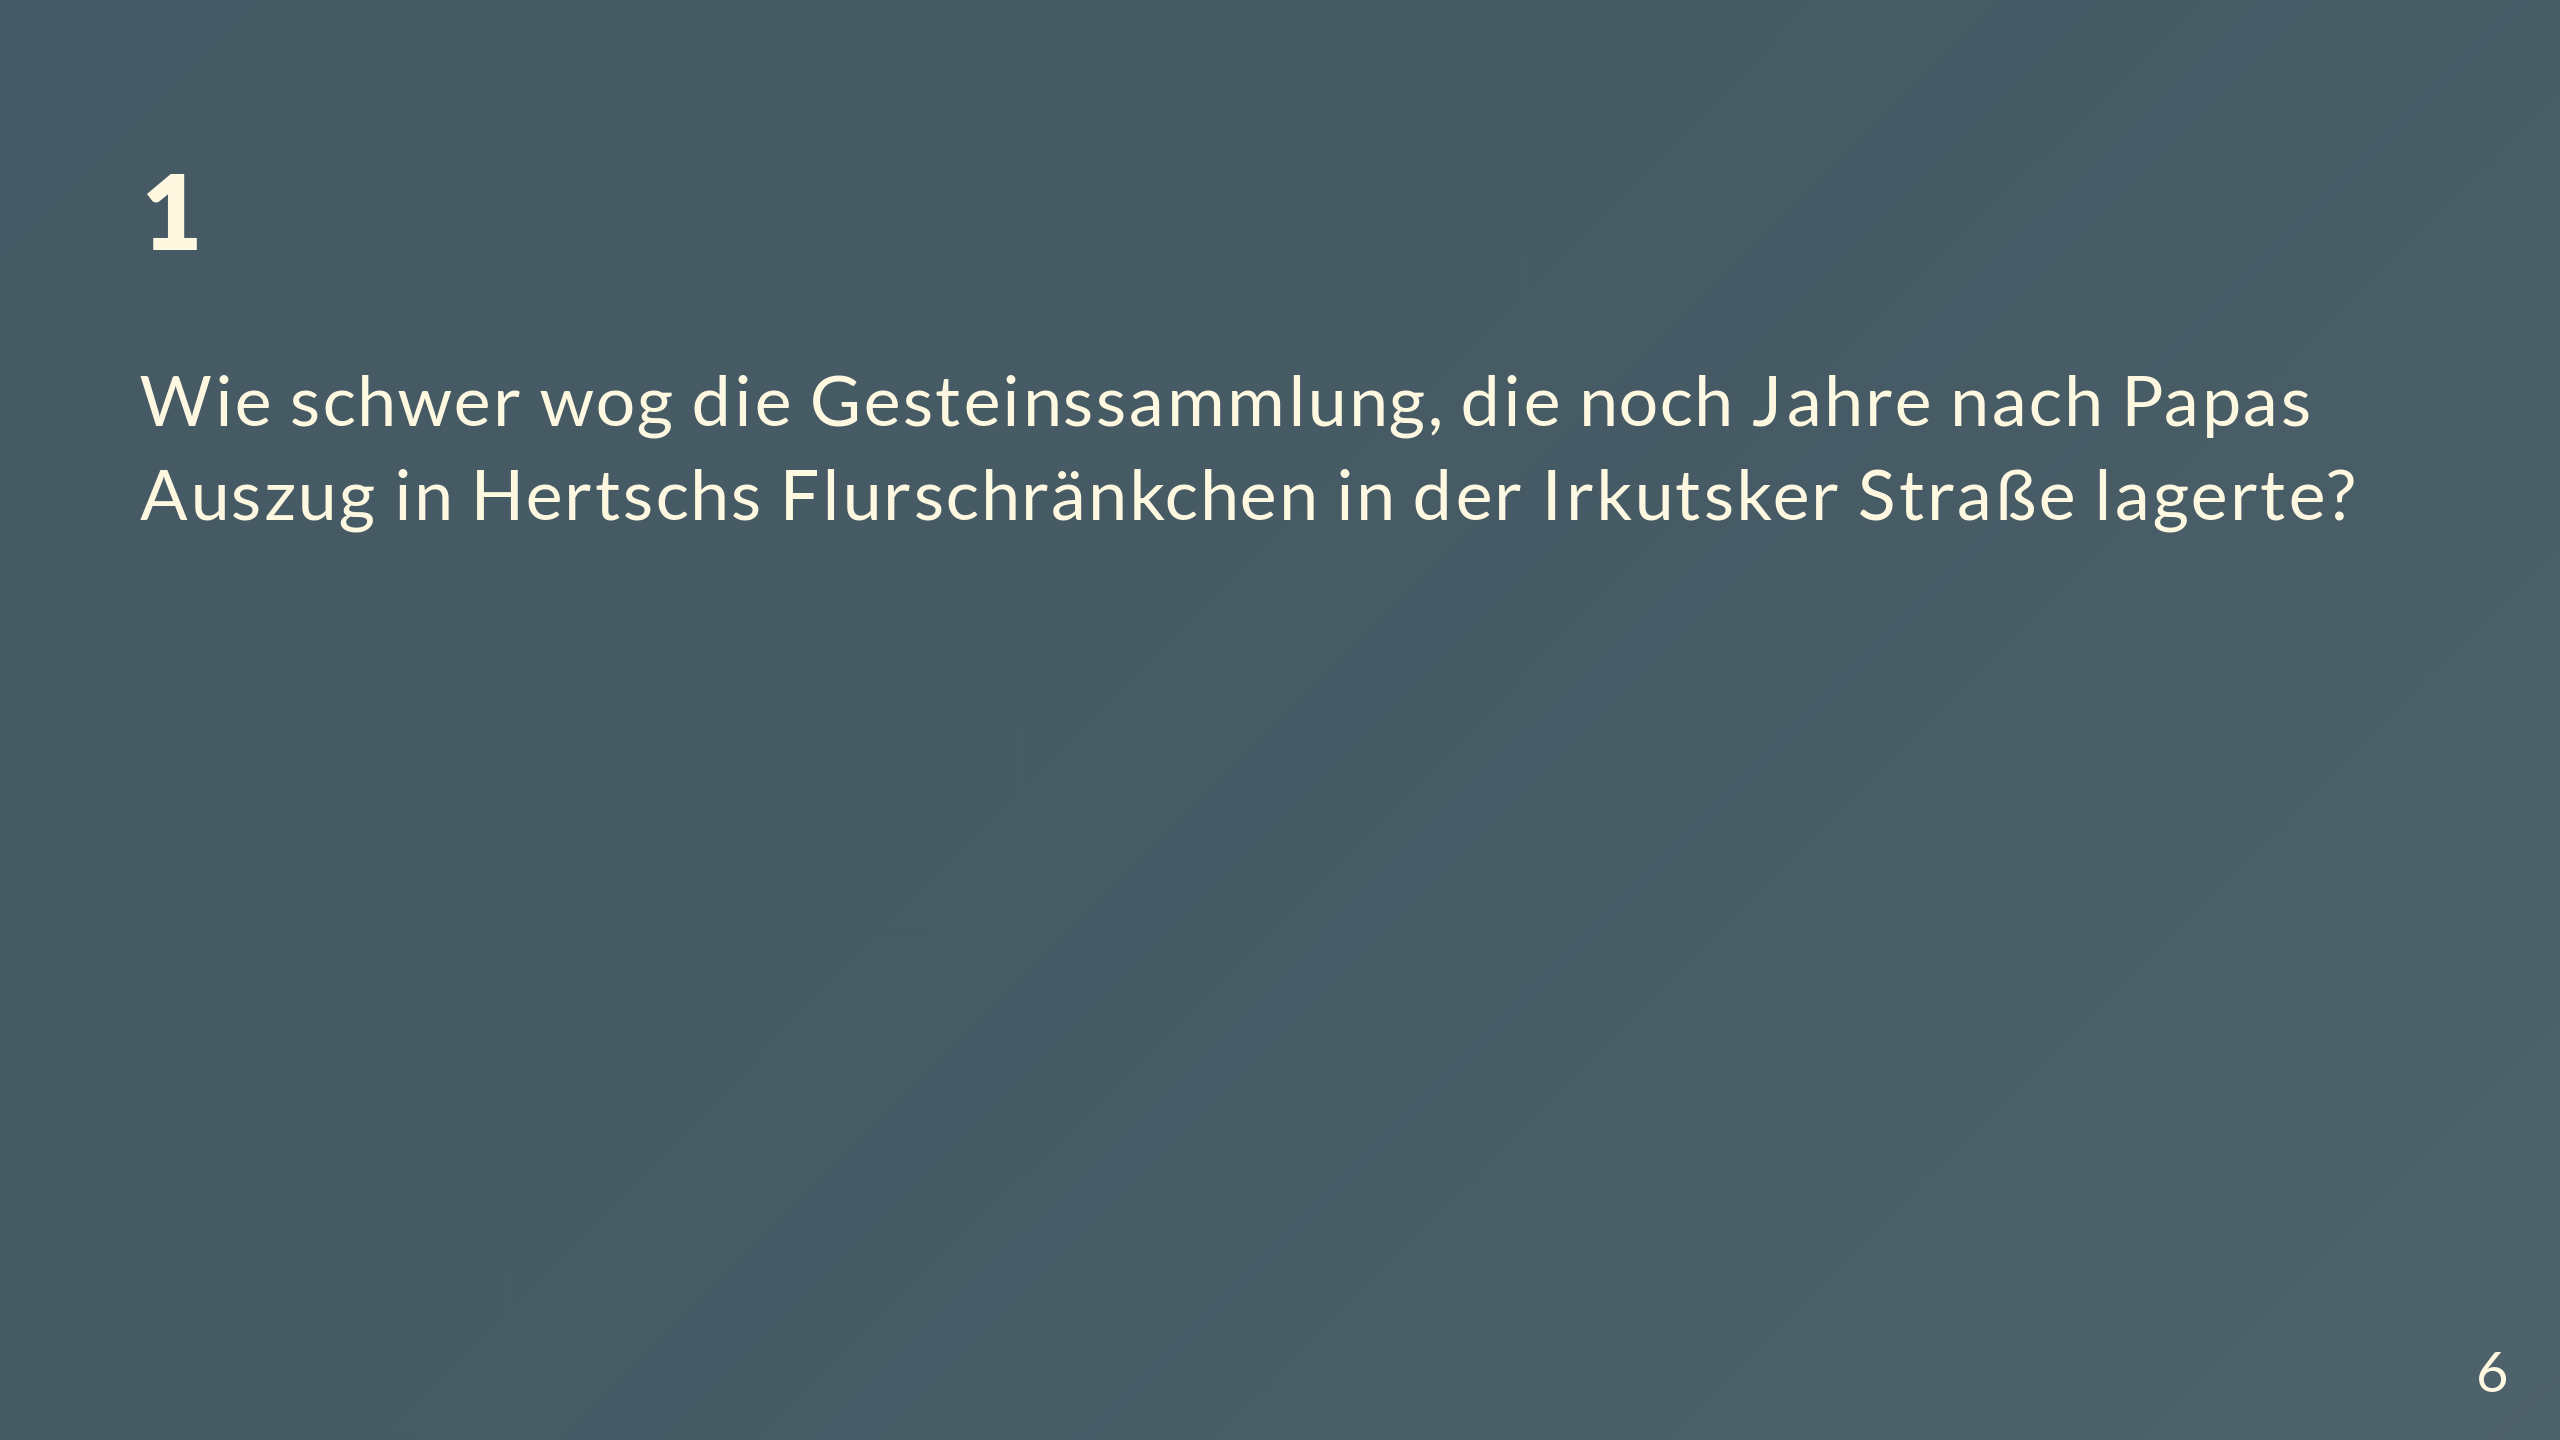 1
Wie schwer wog die Gesteinssammlung, die noch Jahre nach Papas
Auszug in Hertschs Flurschränkchen in der Irkutsker Straße lagerte?
6